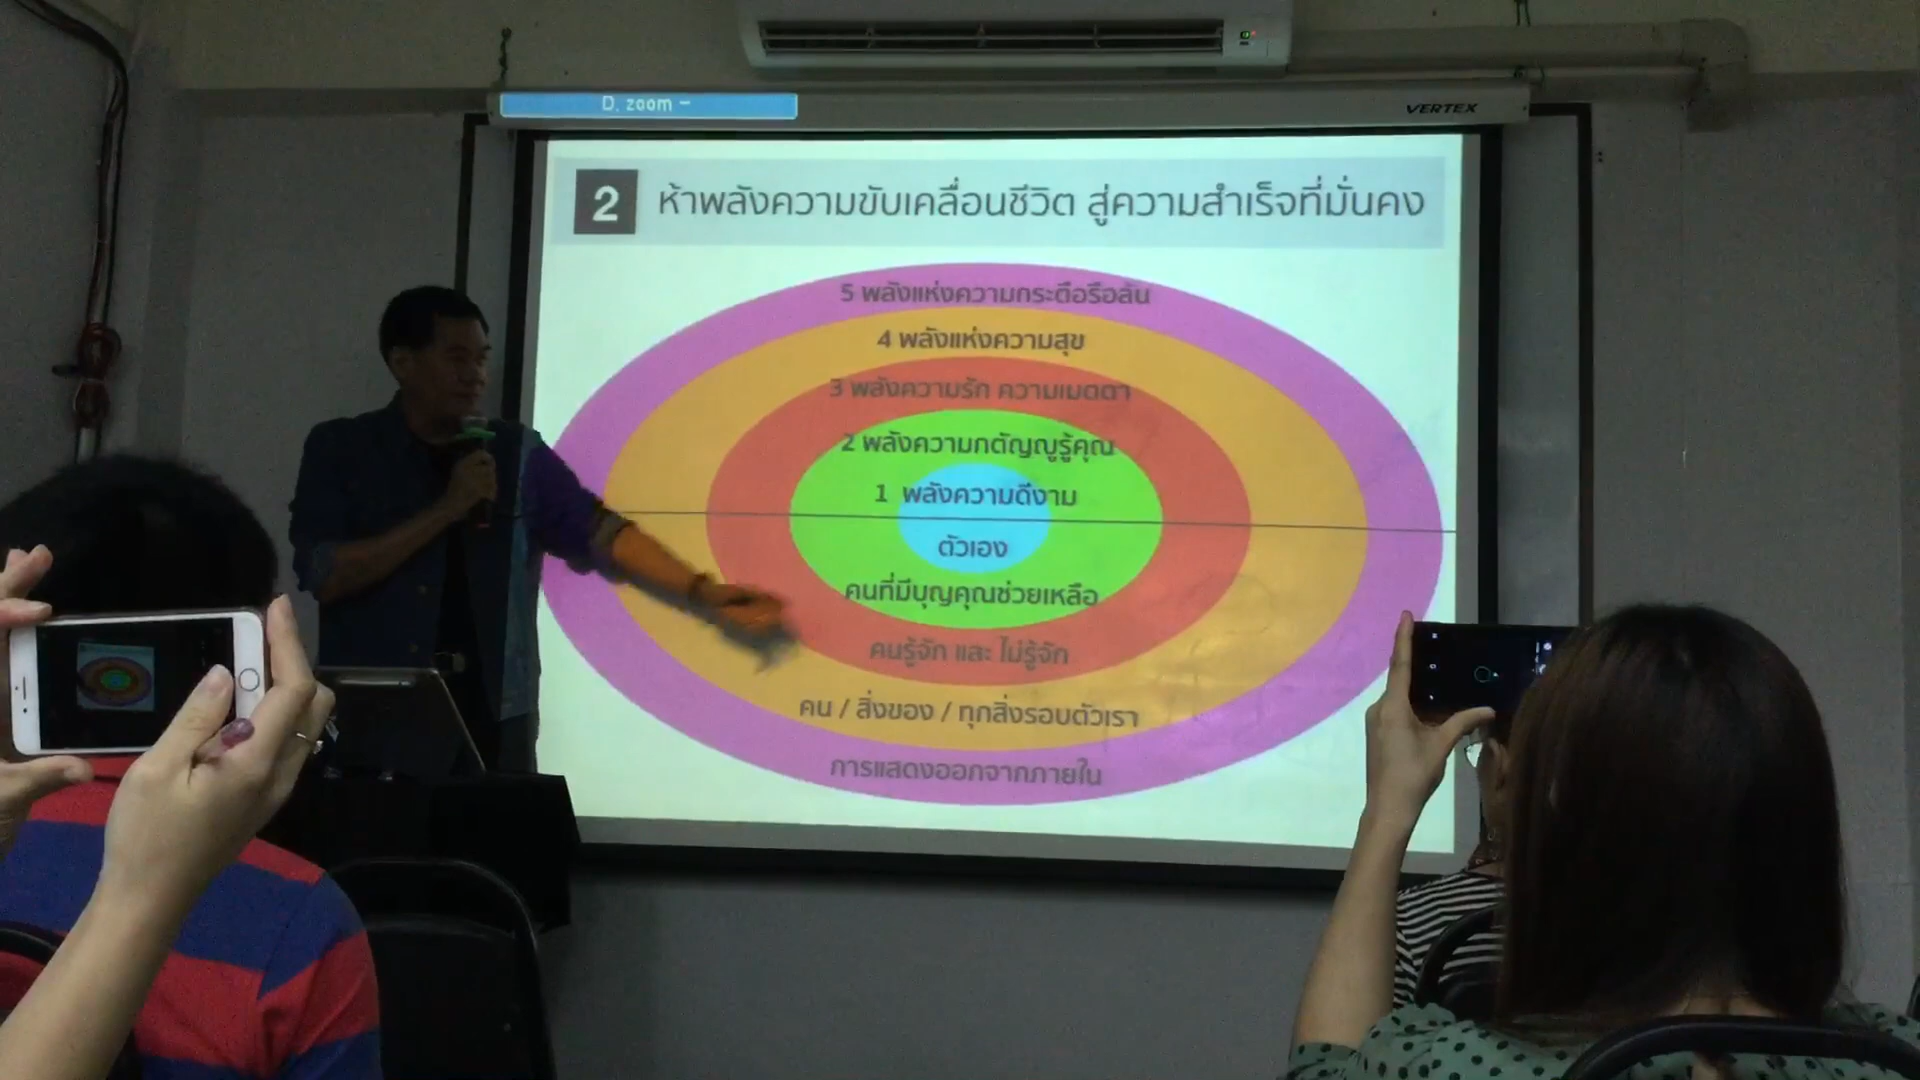 D. zoom -
VERTEX
2 ห้าพลังความขับเคลื่อนชีวิต สู่ความสำเร็จที่มั่นคง
5 พลังแห่งความกระตือรือล้น
4 พลังแห่งความสุข
3 พลังความรัก ความเมตตา
2 พลังความกตัญญูรู้คุณ
1 พลังความดีงาม
ตัวเอง
คนที่มีบุญคุณช่วยเหลือ
คนรู้จัก และ ไม่รู้จัก
คน / สิ่งของ / ทุกสิ่งรอบตัวเรา
การแสดงออกจากภายใน